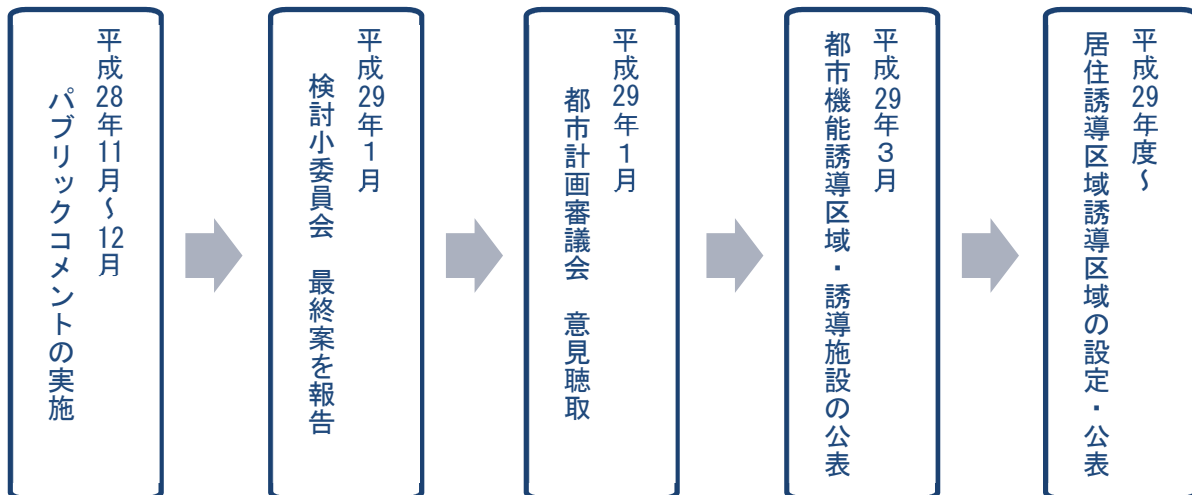 平成28年11月～12月
パブリックコメントの実施
平成29年1月
検討小委員会　最終案を報告
平成29年1月
都市計画審議会　意見聴取
平成29年３月
都市機能誘導区域・誘導施設の公表
平成29年度～
居住誘導区域誘導区域の設定・公表